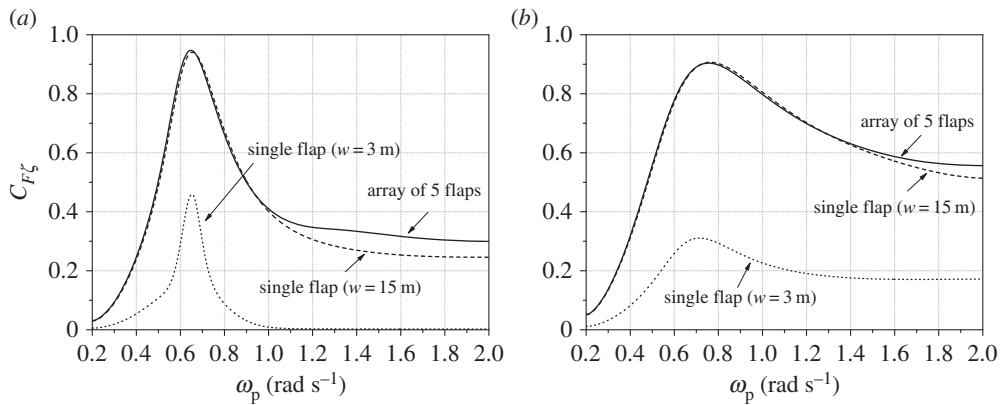 (a)
1.0
0.8
0.6
0.4
0.2
0
C_{Fζ}
single flap (w = 3 m)
array of 5 flaps
single flap (w = 15 m)
0.2 0.4 0.6 0.8 1.0 1.2 1.4 1.6 1.8 2.0
ω_p (rad s⁻¹)
(b)
1.0
0.8
0.6
0.4
0.2
0
array of 5 flaps
single flap (w = 15 m)
single flap (w = 3 m)
0.2 0.4 0.6 0.8 1.0 1.2 1.4 1.6 1.8 2.0
ω_p (rad s⁻¹)